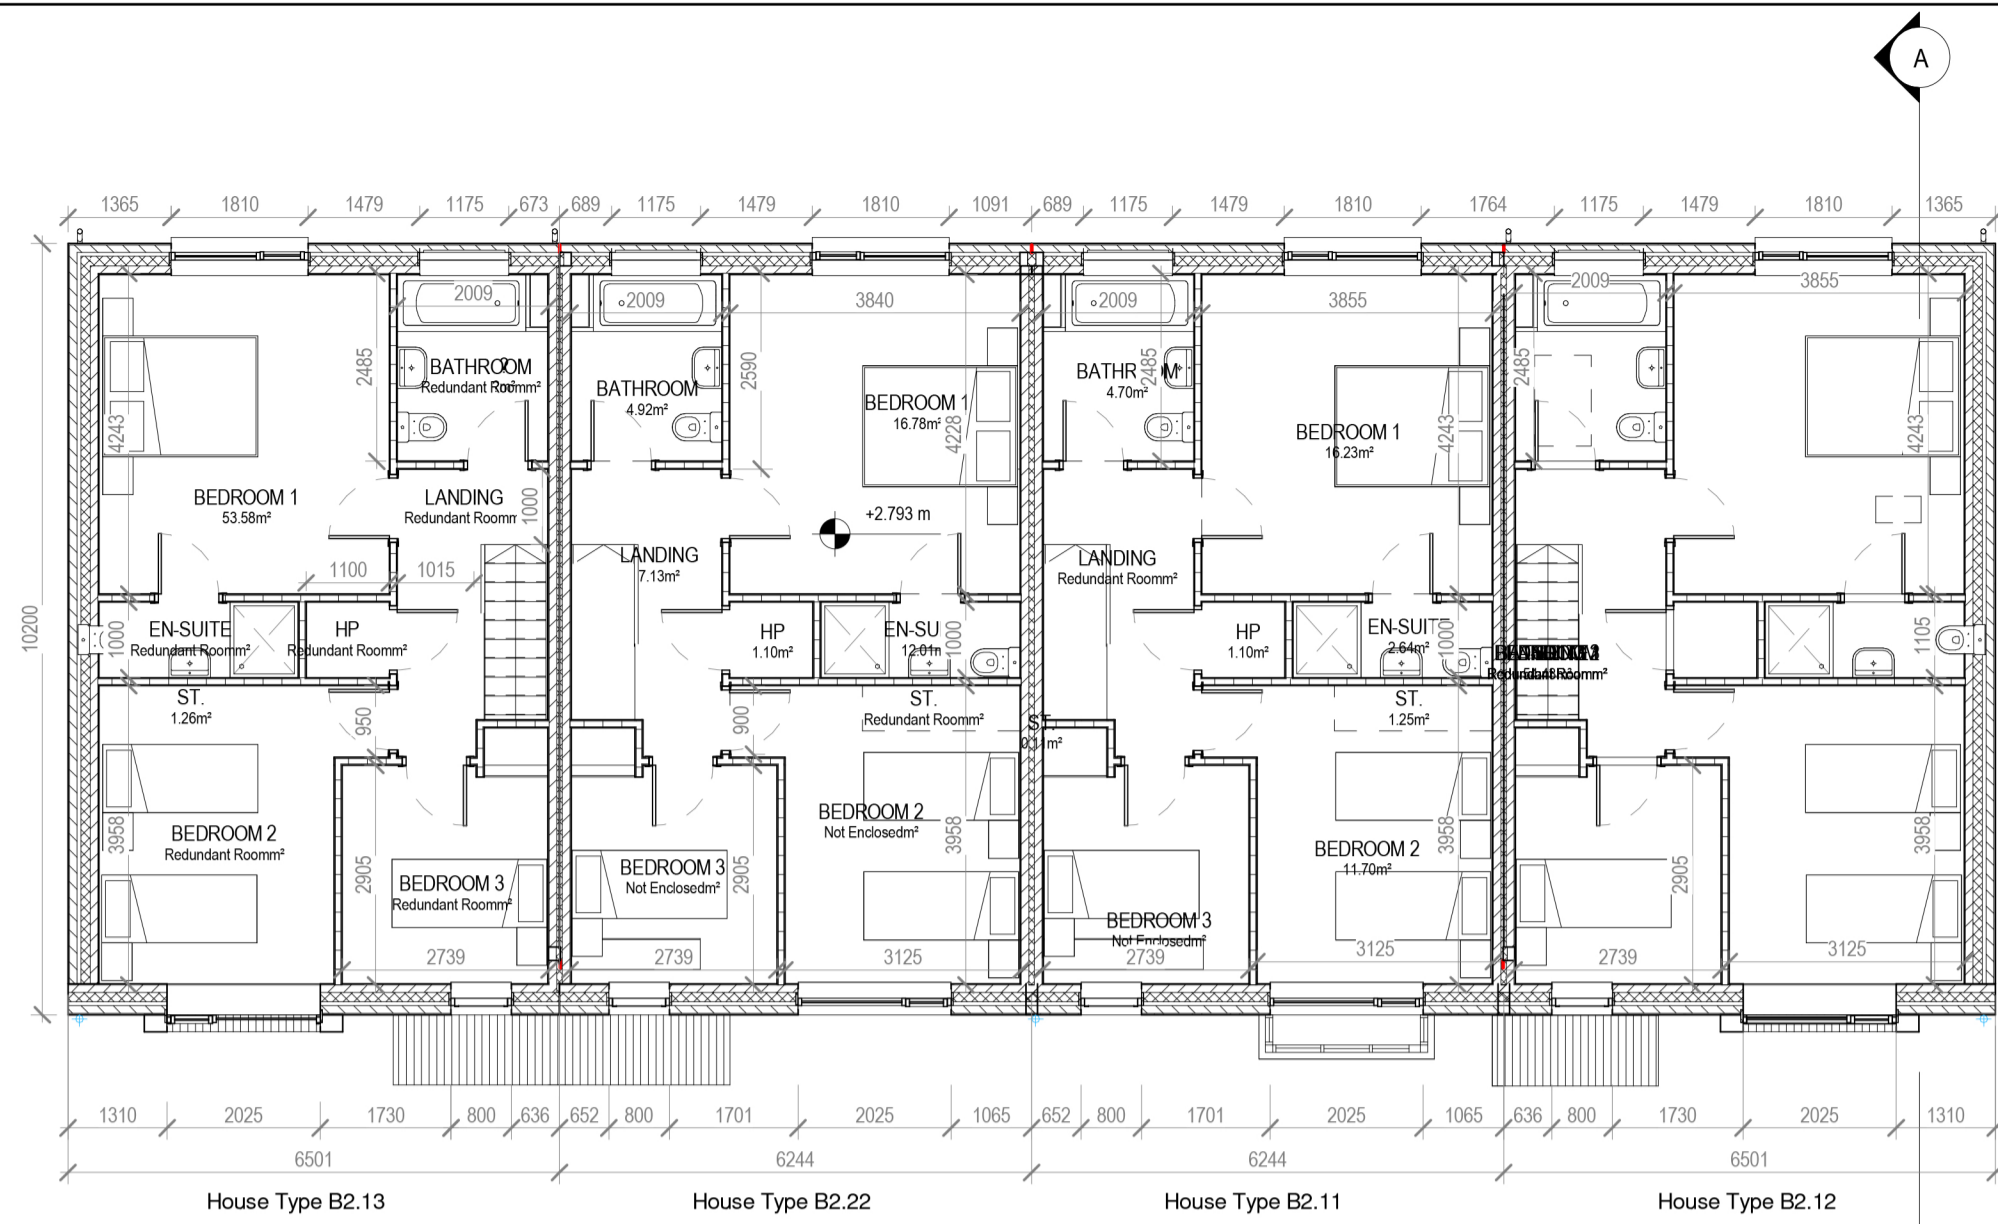 A
1365 1810 1479 1175 673 689 1175 1479 1810 1091 689 1175 1479 1810 1764 1175 1479 1810 1365
2009 2009 3840 2009 3855 2009 3855
10200
4243
2485
BATHROOM
Redundant Roomm²
BATHROOM
4.92m²
2590
BEDROOM 1
16.78m²
4228
4.70m²
2485
BEDROOM 1
16.23m²
4243
2485
4243
BEDROOM 1
53.58m²
LANDING
Redundant Roomm
1000
+2.793 m
LANDING
7.13m²
LANDING
Redundant Roomm²
1100 1015
EN-SUITE
Redundant Roomm²
1000
HP
Redundant Roomm²
HP
1.10m²
EN-SU
12.01m
1000
HP
1.10m²
EN-SUITE
2.64m²
1000
1105
ST.
1.26m²
950
900
ST.
Redundant Roomm²
ST.
ST.
1.25m²
BEDROOM 2
Redundant Roomm²
3958
2905
BEDROOM 3
Redundant Roomm²
BEDROOM 3
Not Enclosedm²
2905
BEDROOM 2
Not Enclosedm²
3958
BEDROOM 3
Not Enclosedm²
BEDROOM 2
11.70m²
3958
2905
3958
2739 2739 3125 2739 3125 2739 3125
1310 2025 1730 800 636 652 800 1701 2025 1065 652 800 1701 2025 1065 636 800 1730 2025 1310
6501 6244 6244 6501
House Type B2.13 House Type B2.22 House Type B2.11 House Type B2.12